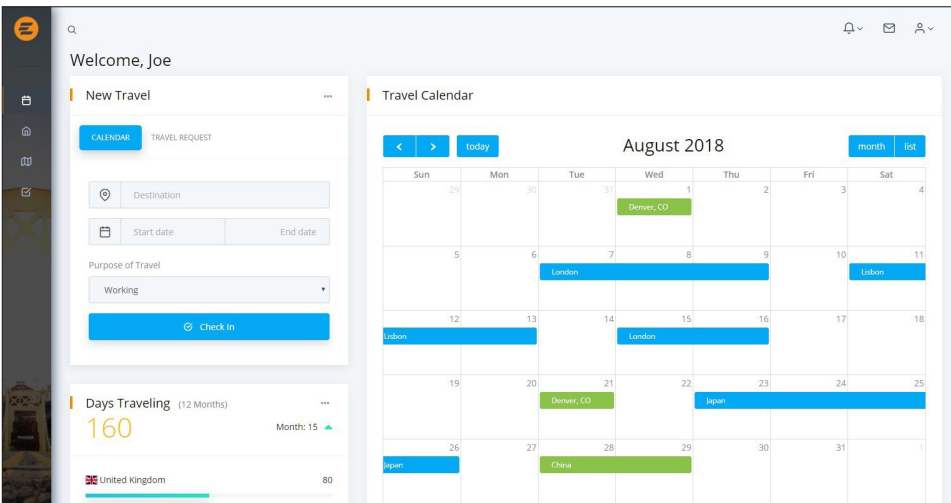 Welcome, Joe
New Travel
CALENDAR TRAVEL REQUEST
Destination
Start date End date
Purpose of Travel
Working
Check In
Days Traveling (12 Months)
160 Month: 15
United Kingdom 80
Travel Calendar
today August 2018 month list
Sun Mon Tue Wed Thu Fri Sat
29 30 31 1 2 3 4
Denver, CO
5 6 7 8 9 10 11
London Lisbon
12 13 14 15 16 17 18
Lisbon London
19 20 21 22 23 24 25
Denver, CO Japan
26 27 28 29 30 31 1
Japan China